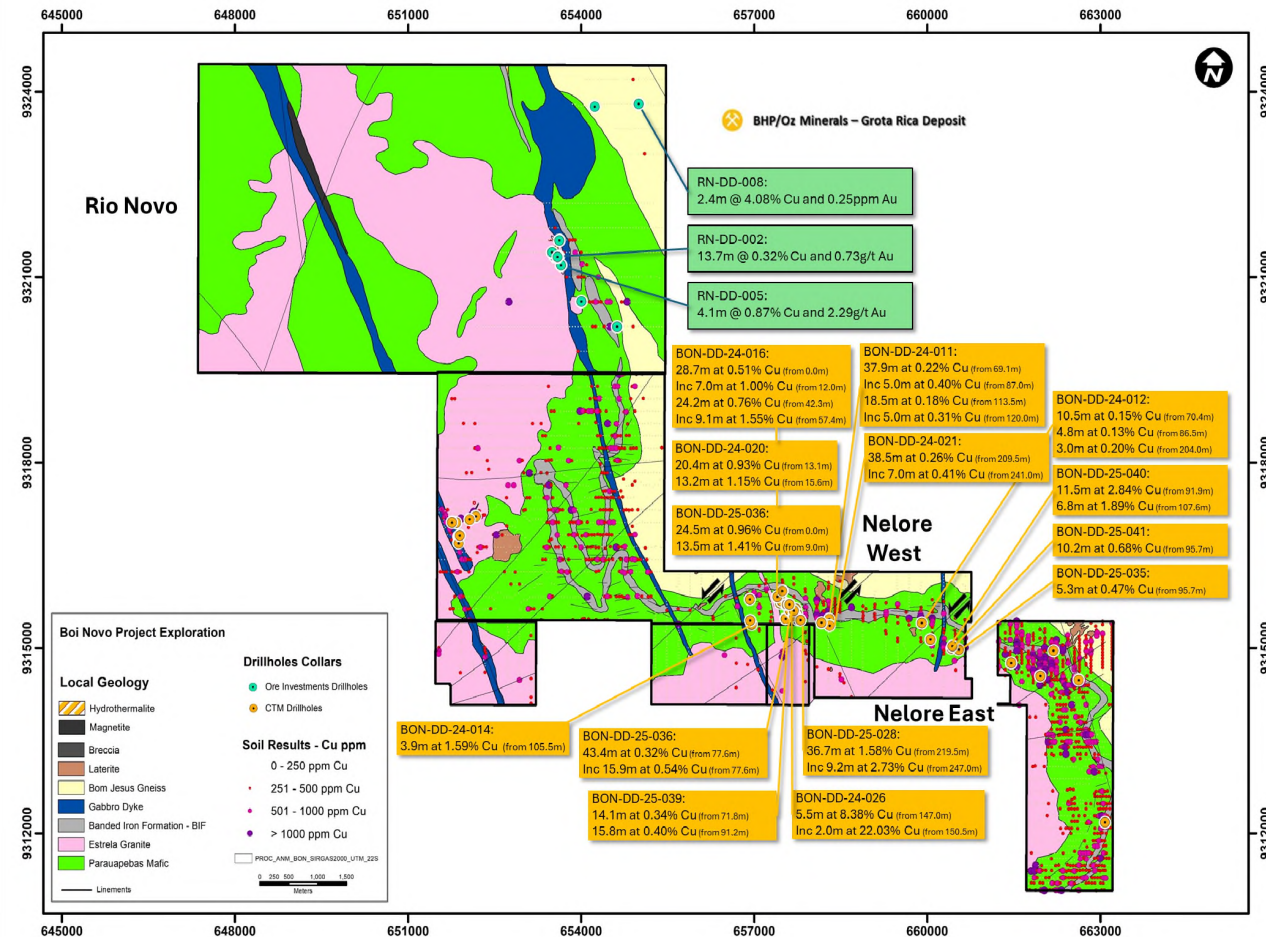 645000
648000
651000
654000
657000
660000
663000
9324000
9324000
N
BHP/Oz Minerals – Grota Rica Deposit
Rio Novo
RN-DD-008:
2.4m @ 4.08% Cu and 0.25ppm Au
RN-DD-002:
13.7m @ 0.32% Cu and 0.73g/t Au
9321000
9321000
RN-DD-005:
4.1m @ 0.87% Cu and 2.29g/t Au
BON-DD-24-016:
28.7m at 0.51% Cu (from 0.0m)
Inc 7.0m at 1.00% Cu (from 12.0m)
24.2m at 0.76% Cu (from 42.3m)
Inc 9.1m at 1.55% Cu (from 57.4m)
BON-DD-24-011:
37.9m at 0.22% Cu (from 69.1m)
Inc 5.0m at 0.40% Cu (from 87.0m)
18.5m at 0.18% Cu (from 113.5m)
Inc 5.0m at 0.31% Cu (from 120.0m)
BON-DD-24-012:
10.5m at 0.15% Cu (from 70.4m)
4.8m at 0.13% Cu (from 86.5m)
3.0m at 0.20% Cu (from 204.0m)
BON-DD-24-020:
20.4m at 0.93% Cu (from 13.1m)
13.2m at 1.15% Cu (from 15.6m)
BON-DD-24-021:
38.5m at 0.26% Cu (from 209.5m)
Inc 7.0m at 0.41% Cu (from 241.0m)
9318000
9318000
BON-DD-25-040:
11.5m at 2.84% Cu (from 91.9m)
6.8m at 1.89% Cu (from 107.6m)
BON-DD-25-036:
24.5m at 0.96% Cu (from 0.0m)
13.5m at 1.41% Cu (from 9.0m)
Nelore
West
BON-DD-25-041:
10.2m at 0.68% Cu (from 95.7m)
BON-DD-25-035:
5.3m at 0.47% Cu (from 95.7m)
9315000
9315000
Nelore East
BON-DD-24-014:
3.9m at 1.59% Cu (from 105.5m)
BON-DD-25-036:
43.4m at 0.32% Cu (from 77.6m)
Inc 15.9m at 0.54% Cu (from 77.6m)
BON-DD-25-028:
36.7m at 1.58% Cu (from 219.5m)
Inc 9.2m at 2.73% Cu (from 247.0m)
BON-DD-25-039:
14.1m at 0.34% Cu (from 71.8m)
15.8m at 0.40% Cu (from 91.2m)
BON-DD-24-026
5.5m at 8.38% Cu (from 147.0m)
Inc 2.0m at 22.03% Cu (from 150.5m)
9312000
9312000
Boi Novo Project Exploration
Local Geology
Hydrothermalite
Magnetite
Breccia
Laterite
Bom Jesus Gneiss
Gabbro Dyke
Banded Iron Formation - BIF
Estrela Granite
Parauapebas Mafic
Linements
Drillholes Collars
Ore Investments Drillholes
CTM Drillholes
Soil Results - Cu ppm
0 - 250 ppm Cu
251 - 500 ppm Cu
501 - 1000 ppm Cu
> 1000 ppm Cu
PROC_ANM_BON_SIRGAS2000_UTM_22S
0 250 500 1,000 1,500
Meters
645000
648000
651000
654000
657000
660000
663000